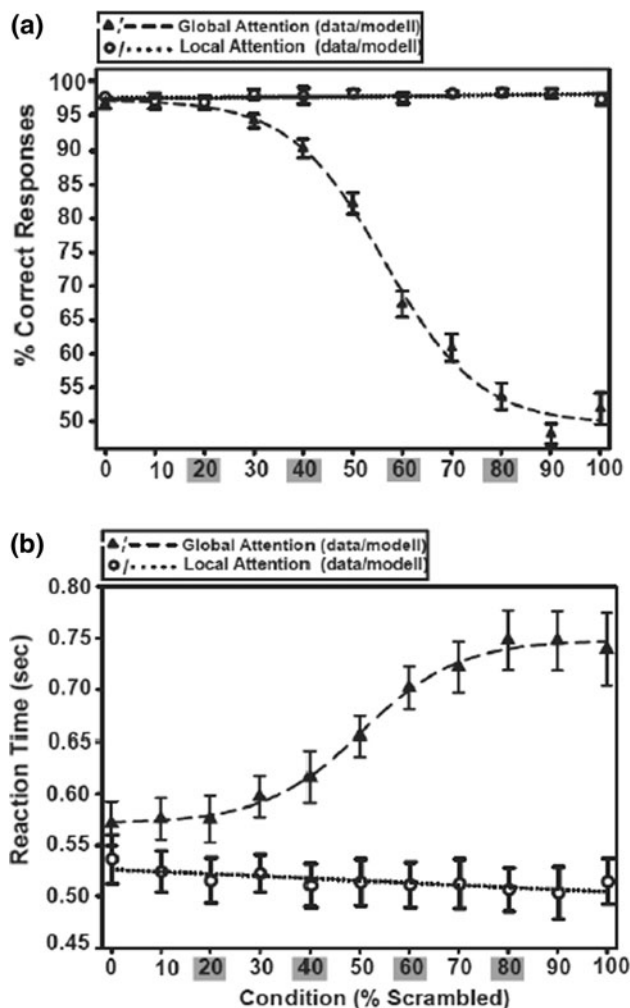 (a)
▲/--- Global Attention (data/modell)
○/...... Local Attention (data/modell)
% Correct Responses
100
95
90
85
80
75
70
65
60
55
50
0 10 20 30 40 50 60 70 80 90 100
(b)
▲/--- Global Attention (data/modell)
○/...... Local Attention (data/modell)
Reaction Time (sec)
0.80
0.75
0.70
0.65
0.60
0.55
0.50
0.45
0 10 20 30 40 50 60 70 80 90 100
Condition (% Scrambled)